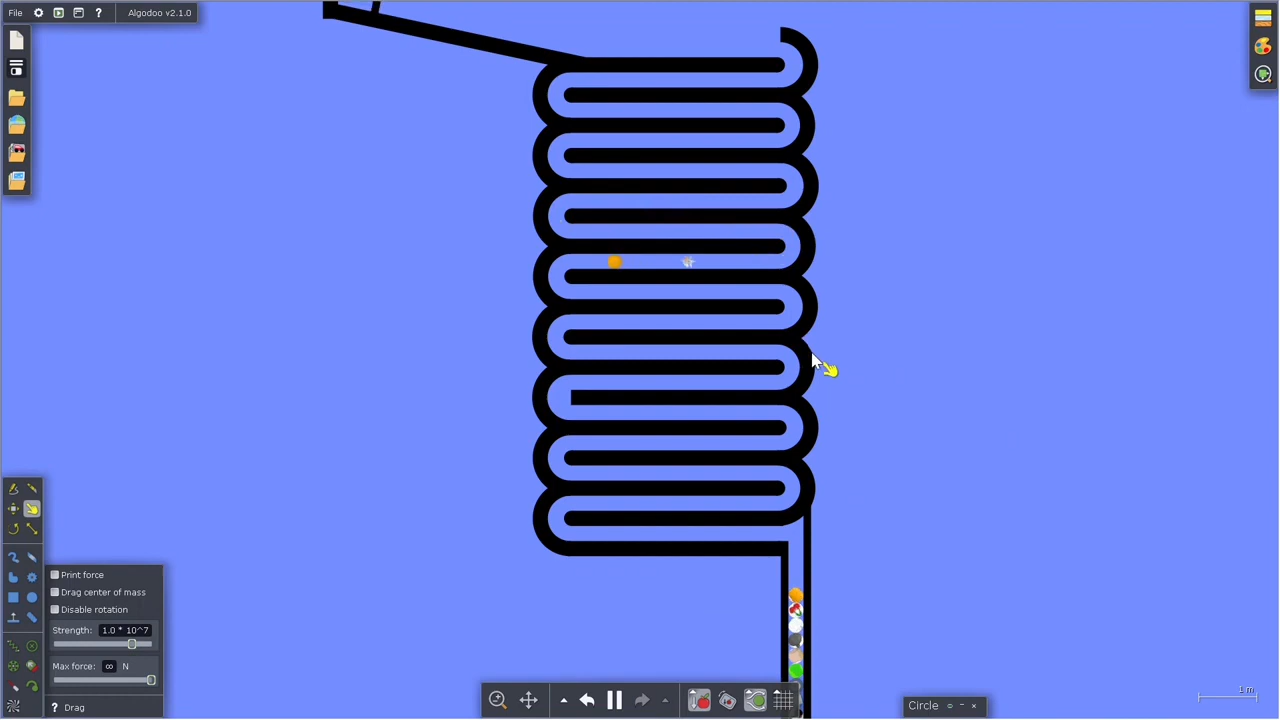 File ? Algodoo v2.1.0
Print force
Drag center of mass
Disable rotation
Strength: 1.0 * 10^7
Max force: ∞ N
? Drag
Circle
1 m